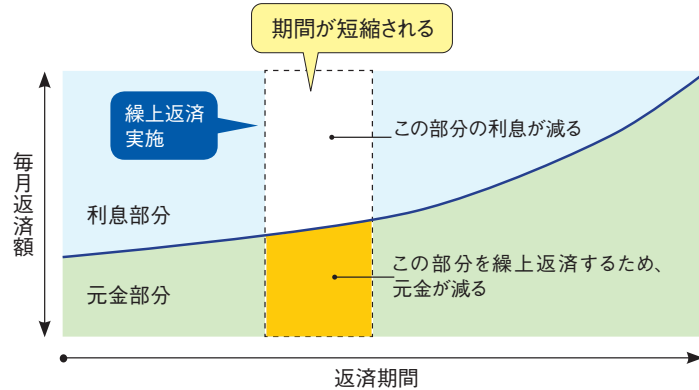 期間が短縮される
繰上返済
実施
この部分の利息が減る
毎月返済額
利息部分
元金部分
この部分を繰上返済するため、
元金が減る
返済期間